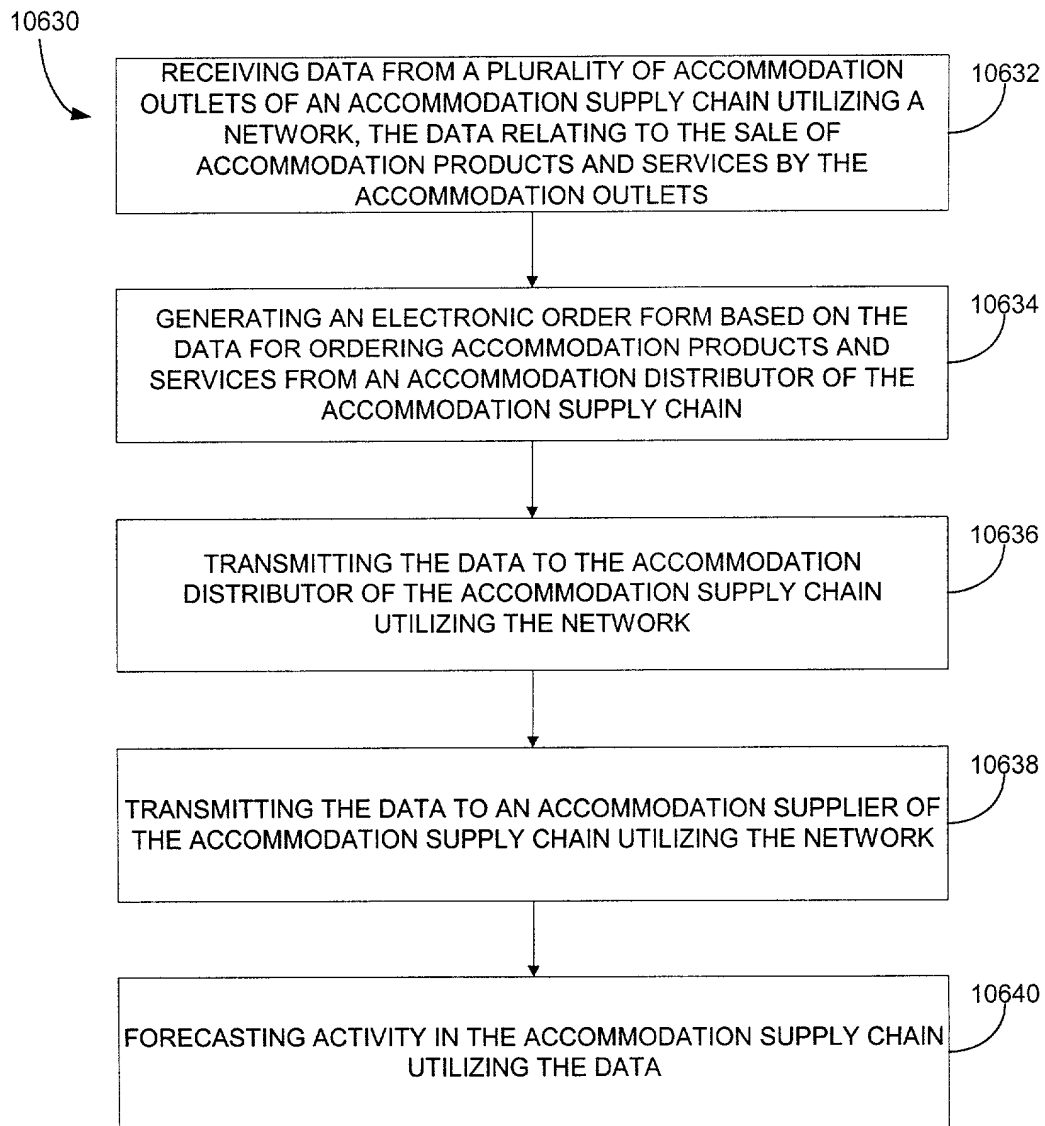 10630
RECEIVING DATA FROM A PLURALITY OF ACCOMMODATION
OUTLETS OF AN ACCOMMODATION SUPPLY CHAIN UTILIZING A
NETWORK, THE DATA RELATING TO THE SALE OF
ACCOMMODATION PRODUCTS AND SERVICES BY THE
ACCOMMODATION OUTLETS
10632
GENERATING AN ELECTRONIC ORDER FORM BASED ON THE
DATA FOR ORDERING ACCOMMODATION PRODUCTS AND
SERVICES FROM AN ACCOMMODATION DISTRIBUTOR OF THE
ACCOMMODATION SUPPLY CHAIN
10634
TRANSMITTING THE DATA TO THE ACCOMMODATION
DISTRIBUTOR OF THE ACCOMMODATION SUPPLY CHAIN
UTILIZING THE NETWORK
10636
TRANSMITTING THE DATA TO AN ACCOMMODATION SUPPLIER OF
THE ACCOMMODATION SUPPLY CHAIN UTILIZING THE NETWORK
10638
FORECASTING ACTIVITY IN THE ACCOMMODATION SUPPLY CHAIN
UTILIZING THE DATA
10640